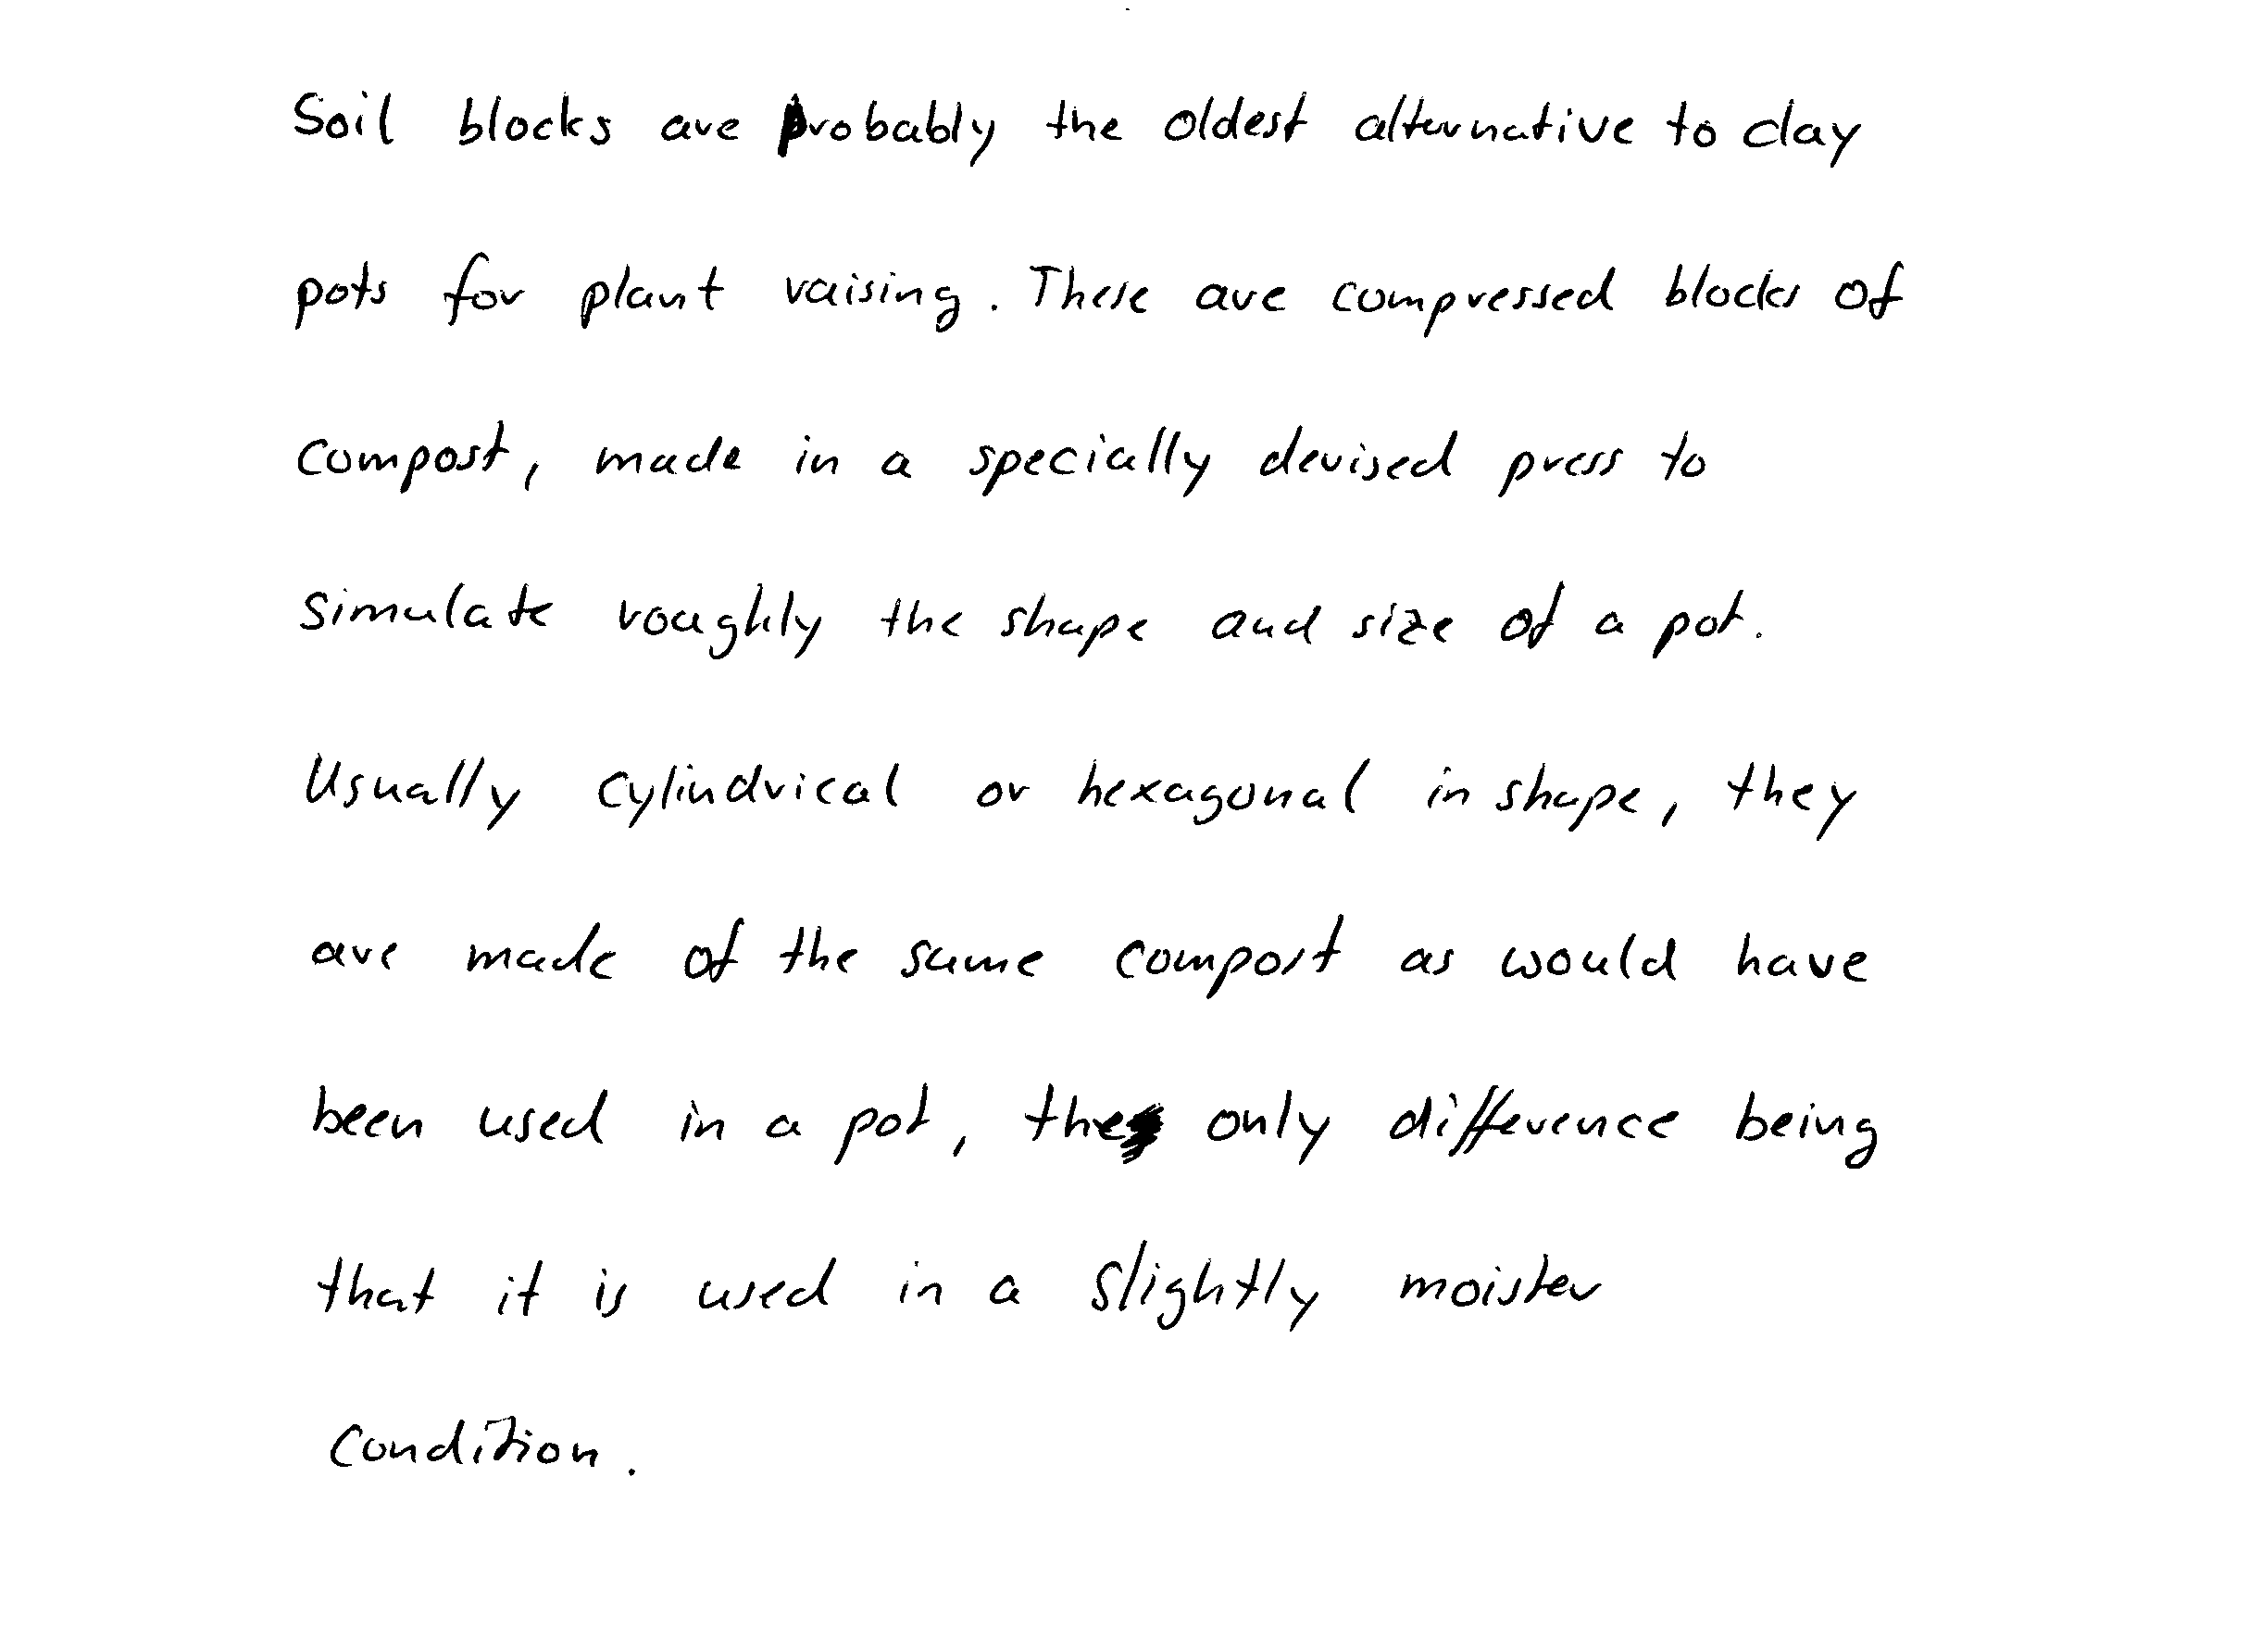 Soil blocks are probably the oldest alternative to clay
pots for plant raising. These are compressed blocks of
compost, made in a specially devised press to
simulate roughly the shape and size of a pot.
Usually cylindrical or hexagonal in shape, they
are made of the same compost as would have
been used in a pot, the only difference being
that it is used in a slightly moister
condition.